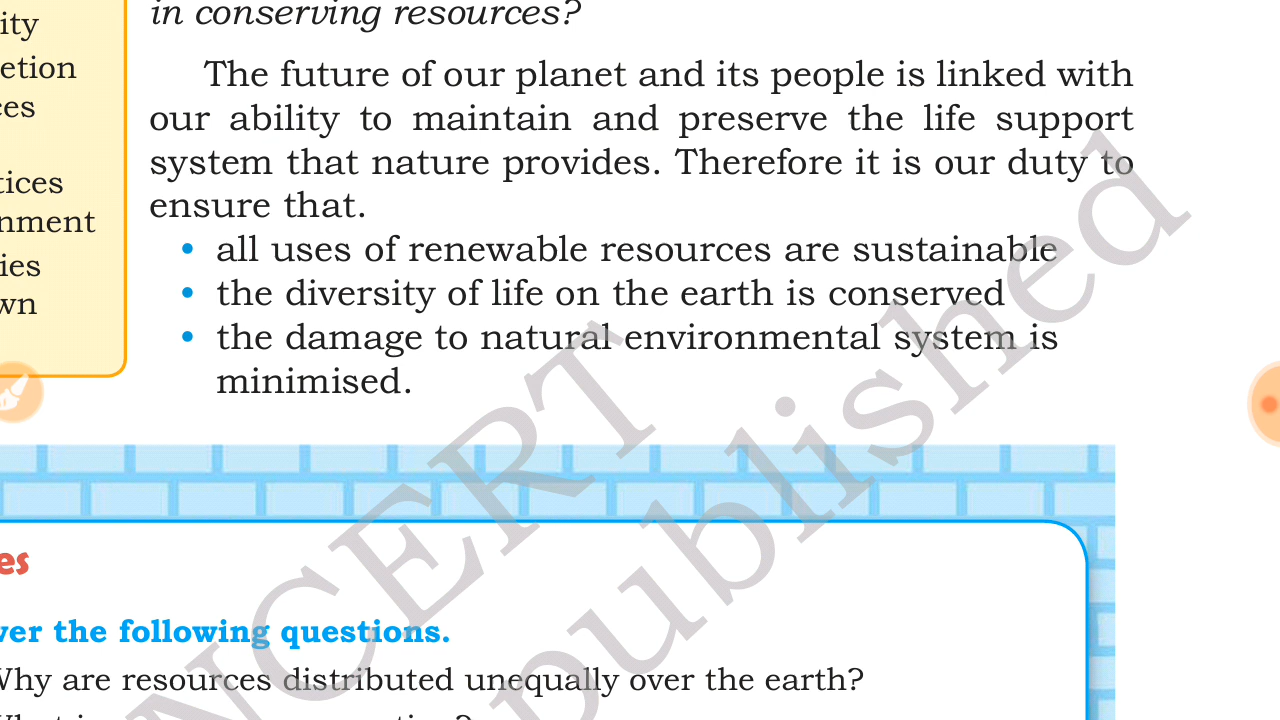 in conserving resources?
ity
etion
ces
tices
nment
ies
wn
The future of our planet and its people is linked with
our ability to maintain and preserve the life support
system that nature provides. Therefore it is our duty to
ensure that.
• all uses of renewable resources are sustainable
• the diversity of life on the earth is conserved
• the damage to natural environmental system is
minimised.
NCERT
published
es
wer the following questions.
Why are resources distributed unequally over the earth?